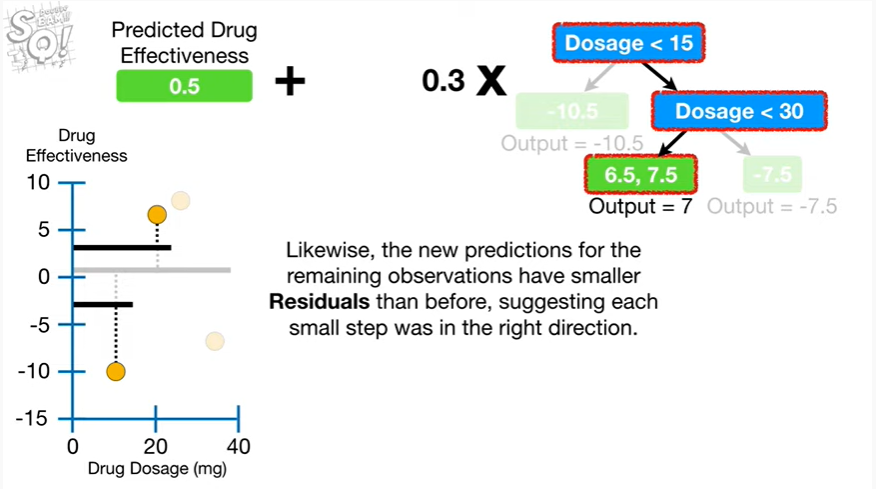 Predicted Drug
Effectiveness
0.5
+
0.3 X
Dosage < 15
-10.5
Output = -10.5
Dosage < 30
6.5, 7.5
-7.5
Output = 7
Output = -7.5
Drug
Effectiveness
10
5
0
-5
-10
-15
0
20
40
Drug Dosage (mg)
Likewise, the new predictions for the
remaining observations have smaller
Residuals than before, suggesting each
small step was in the right direction.